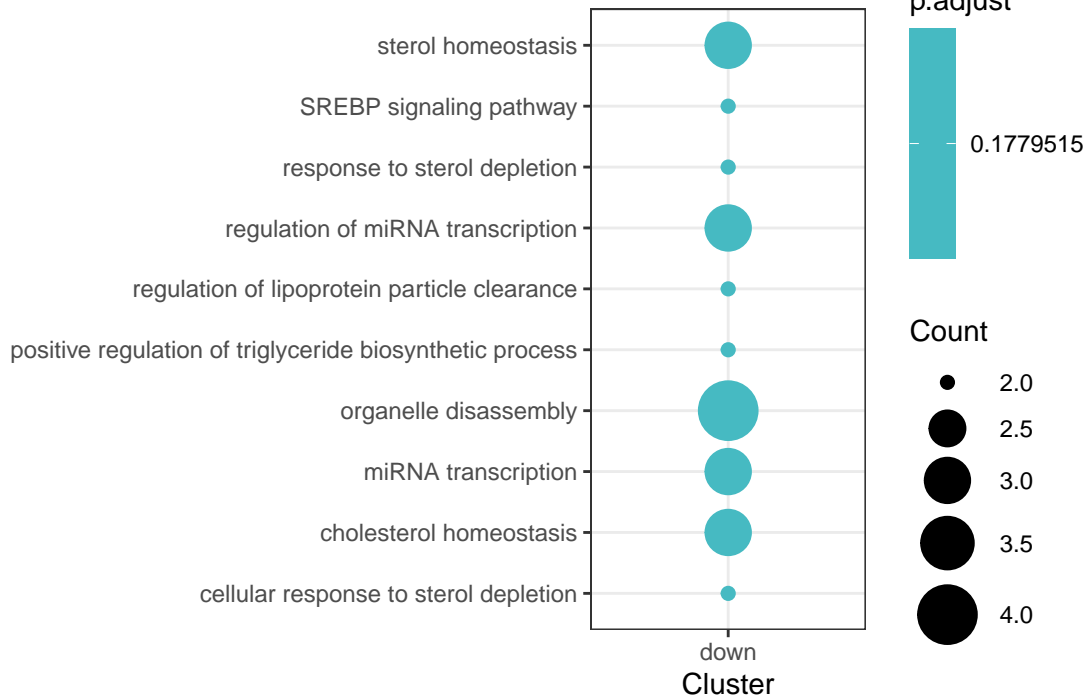 sterol homeostasis
SREBP signaling pathway
response to sterol depletion
regulation of miRNA transcription
regulation of lipoprotein particle clearance
positive regulation of triglyceride biosynthetic process
organelle disassembly
miRNA transcription
cholesterol homeostasis
cellular response to sterol depletion
down
Cluster
p.adjust
0.1779515
Count
2.0
2.5
3.0
3.5
4.0